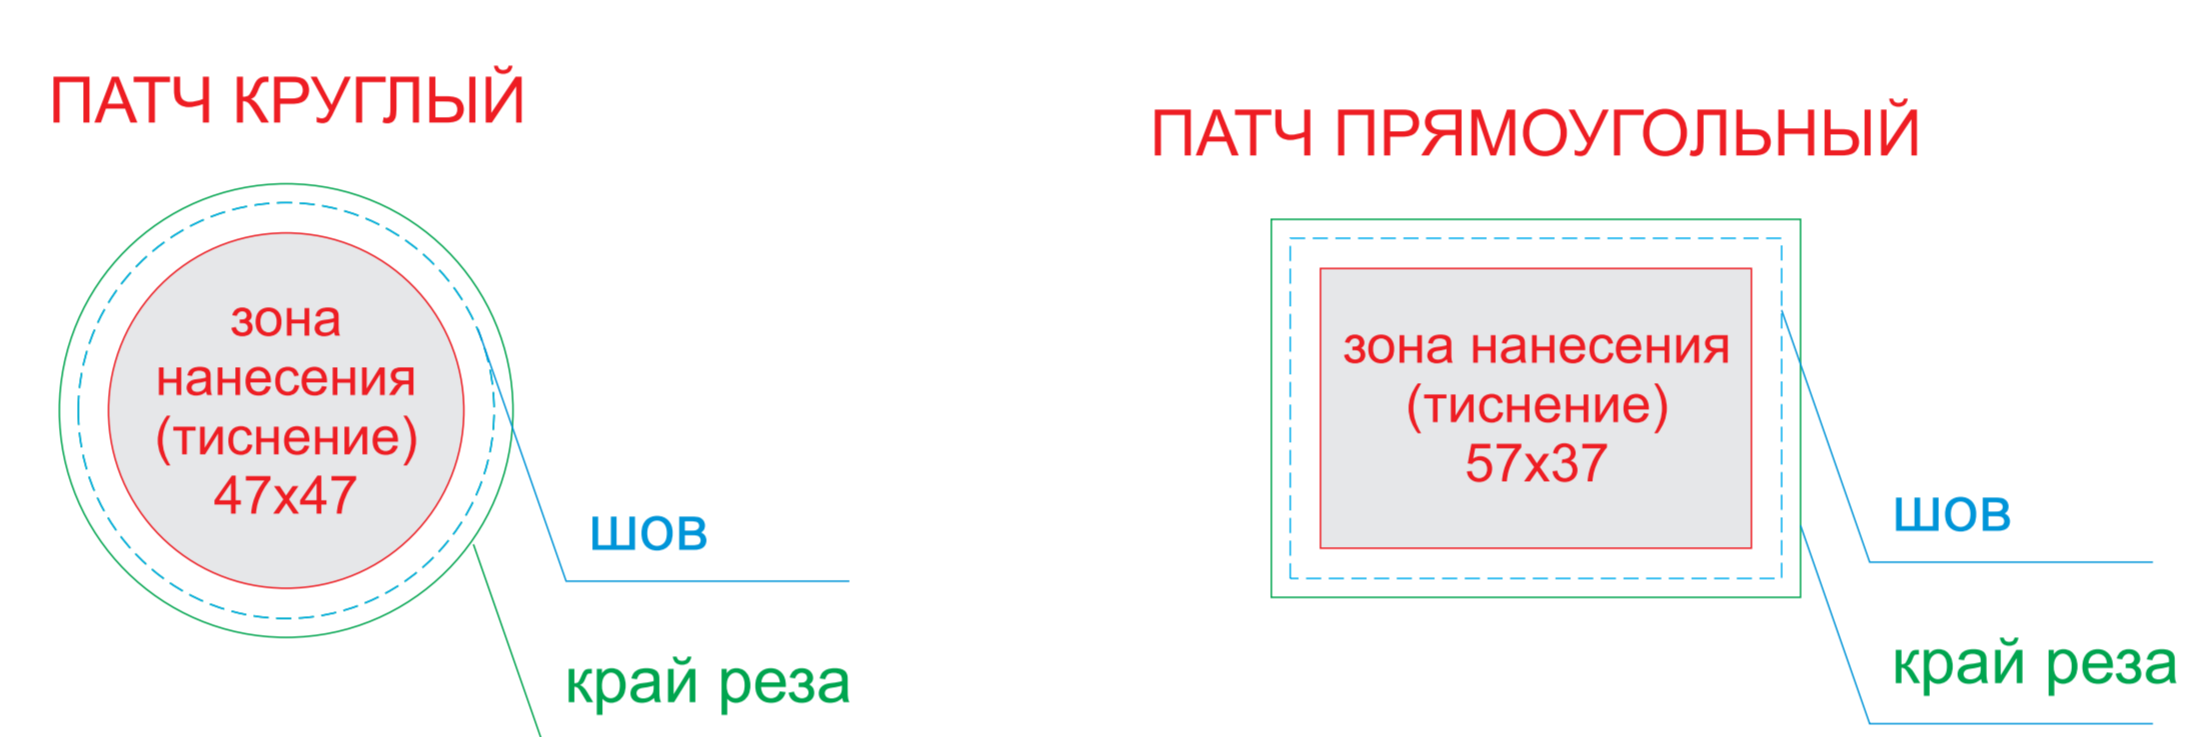 ПАТЧ КРУГЛЫЙ
зона
нанесения
(тиснение)
47х47
шов
край реза
ПАТЧ ПРЯМОУГОЛЬНЫЙ
зона нанесения
(тиснение)
57х37
шов
край реза